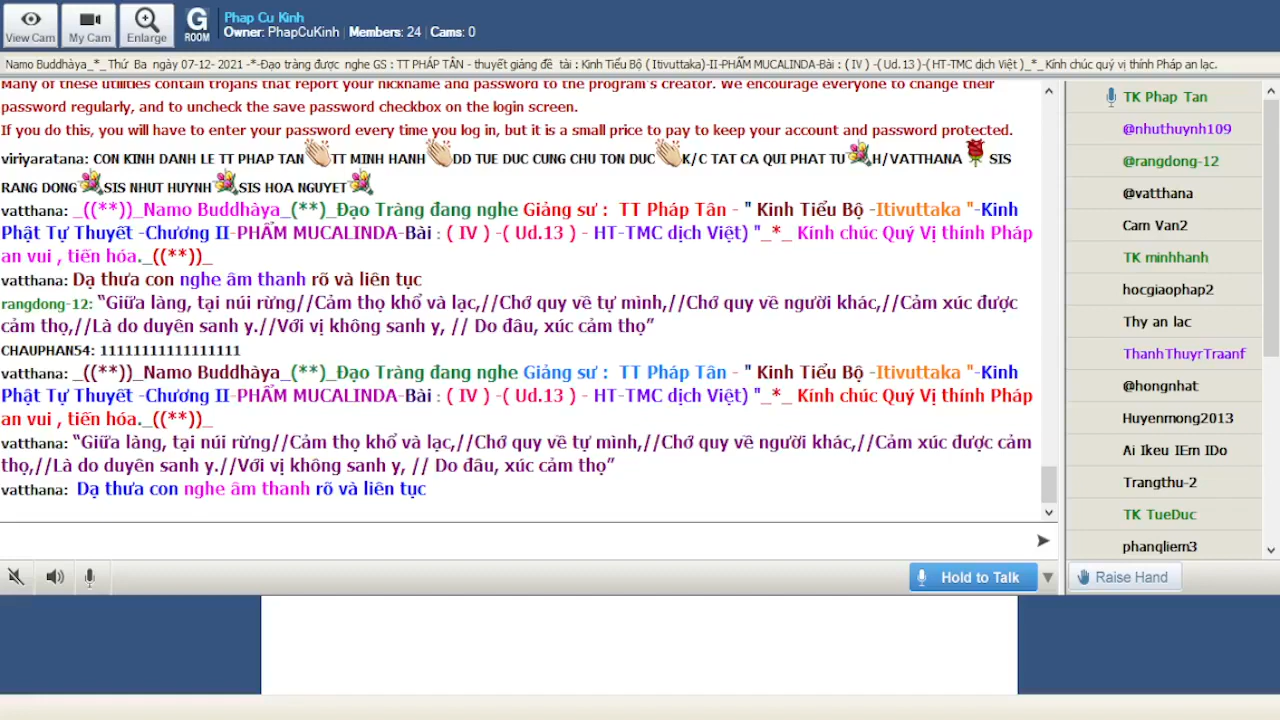 View Cam
My Cam
Enlarge
G
ROOM
Phap Cu Kinh
Owner: PhapCuKinh | Members: 24 | Cams: 0
Namo Buddhàya_*_Thứ Ba ngày 07-12- 2021 -*-Đạo tràng được nghe GS : TT PHÁP TÂN - thuyết giảng đề tài : Kinh Tiểu Bộ ( Itivuttaka)-II-PHẨM MUCALINDA-Bài : ( IV ) -( Ud. 13 )-( HT-TMC dịch Việt )_*_Kính chúc quý vị thính Pháp an lạc.
Many of these utilities contain trojans that report your nickname and password to the program's creator. We encourage everyone to change their
password regularly, and to uncheck the save password checkbox on the login screen.
If you do this, you will have to enter your password every time you log in, but it is a small price to pay to keep your account and password protected.
viriyaratana: CON KINH DANH LE TT PHAP TAN TT MINH HANH DD TUE DUC CUNG CHU TON DUC K/C TAT CA QUI PHAT TU H/VATTHANA SIS
RANG DONG SIS NHUT HUYNH SIS HOA NGUYET
vatthana: _((**))_Namo Buddhàya_(**)_Đạo Tràng đang nghe Giảng sư : TT Pháp Tân - " Kinh Tiểu Bộ -Itivuttaka "-Kinh
Phật Tự Thuyết -Chương II-PHẨM MUCALINDA-Bài : ( IV ) -( Ud.13 ) - HT-TMC dịch Việt) "_*_ Kính chúc Quý Vị thính Pháp
an vui , tiến hóa._((**))_
vatthana: Dạ thưa con nghe âm thanh rõ và liên tục
rangdong-12: “Giữa làng, tại núi rừng//Cảm thọ khổ và lạc,//Chớ quy về tự mình,//Chớ quy về người khác,//Cảm xúc được
cảm thọ,//Là do duyên sanh y.//Với vị không sanh y, // Do đâu, xúc cảm thọ”
CHAUPHAN54: 11111111111111111
vatthana: _((**))_Namo Buddhàya_(**)_Đạo Tràng đang nghe Giảng sư : TT Pháp Tân - " Kinh Tiểu Bộ -Itivuttaka "-Kinh
Phật Tự Thuyết -Chương II-PHẨM MUCALINDA-Bài : ( IV ) -( Ud.13 ) - HT-TMC dịch Việt) "_*_ Kính chúc Quý Vị thính Pháp
an vui , tiến hóa._((**))_
vatthana: “Giữa làng, tại núi rừng//Cảm thọ khổ và lạc,//Chớ quy về tự mình,//Chớ quy về người khác,//Cảm xúc được cảm
thọ,//Là do duyên sanh y.//Với vị không sanh y, // Do đâu, xúc cảm thọ”
vatthana: Dạ thưa con nghe âm thanh rõ và liên tục
Hold to Talk
TK Phap Tan
@nhuthuynh109
@rangdong-12
@vatthana
Cam Van2
TK minhhanh
hocgiaophap2
Thy an lac
ThanhThuyrTraanf
@hongnhat
Huyenmong2013
Ai Ikeu IEm IDo
Trangthu-2
TK TueDuc
phanqliem3
Raise Hand